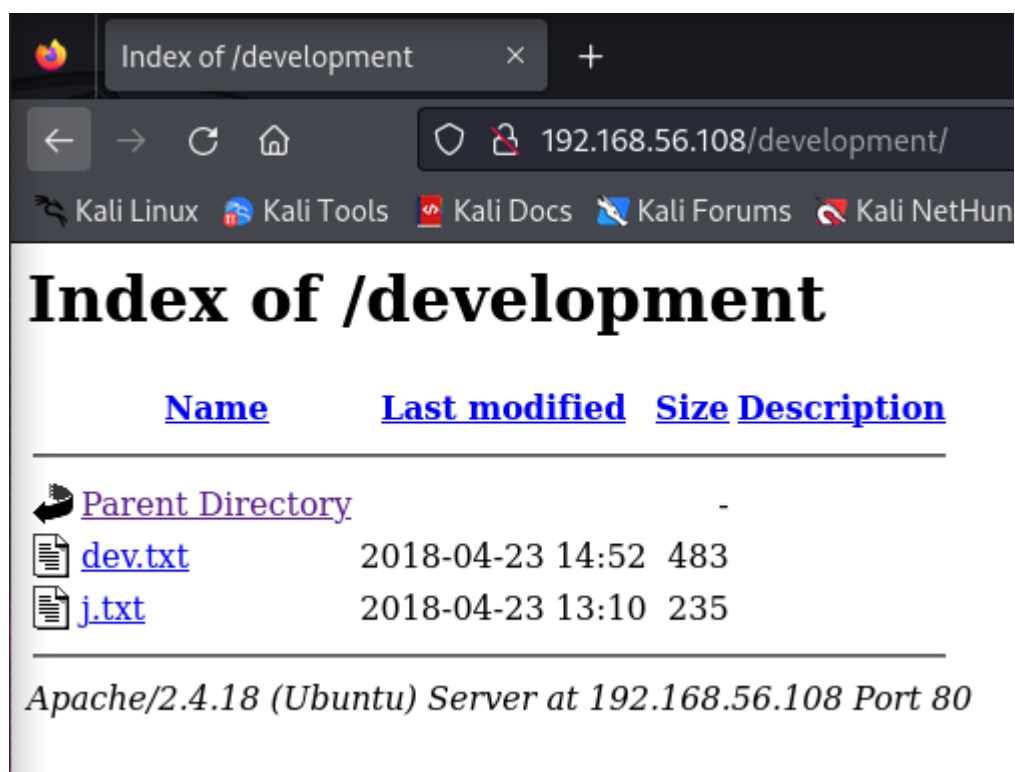 Index of /development
192.168.56.108/development/
Kali Linux Kali Tools Kali Docs Kali Forums Kali NetHun
Index of /development
Name Last modified Size Description
Parent Directory -
dev.txt 2018-04-23 14:52 483
j.txt 2018-04-23 13:10 235
Apache/2.4.18 (Ubuntu) Server at 192.168.56.108 Port 80